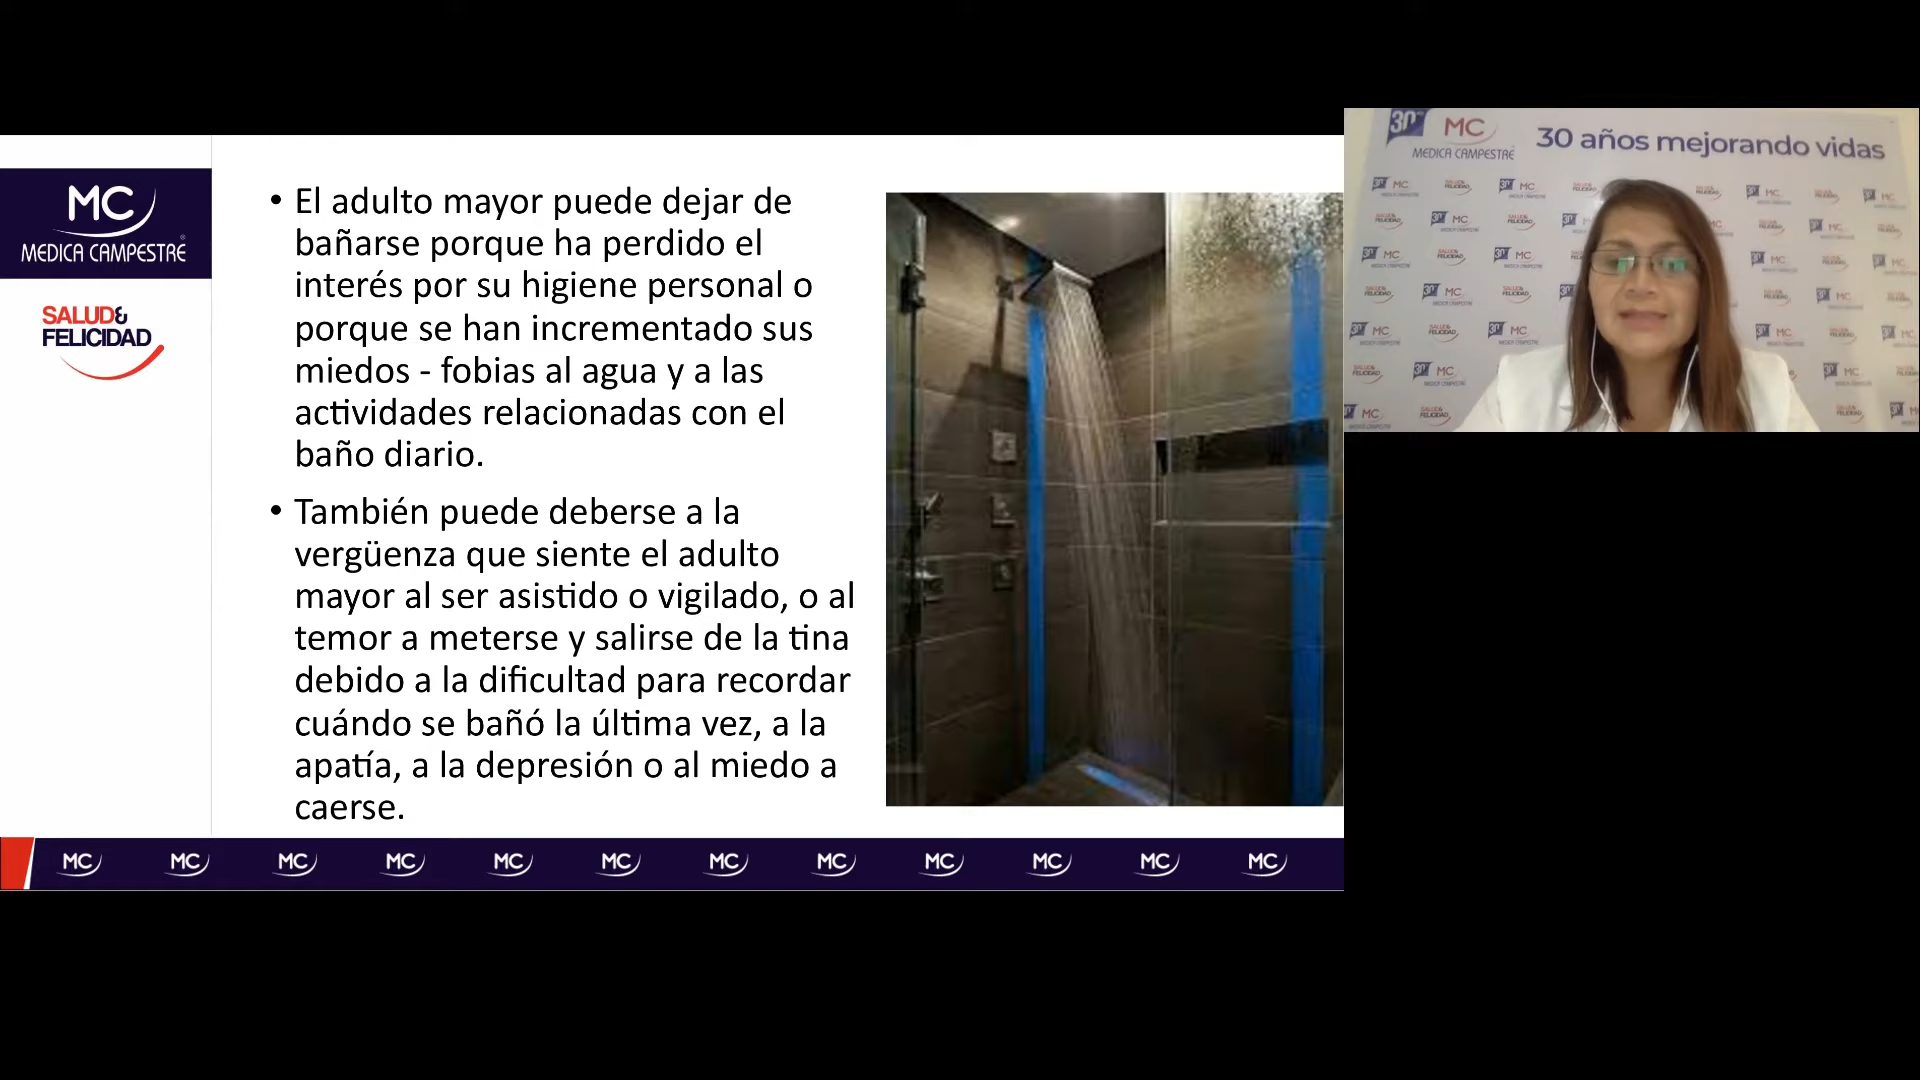 MC
MEDICA CAMPESTRE
SALUD&
FELICIDAD
• El adulto mayor puede dejar de
bañarse porque ha perdido el
interés por su higiene personal o
porque se han incrementado sus
miedos - fobias al agua y a las
actividades relacionadas con el
baño diario.
• También puede deberse a la
vergüenza que siente el adulto
mayor al ser asistido o vigilado, o al
temor a meterse y salirse de la tina
debido a la dificultad para recordar
cuándo se bañó la última vez, a la
apatía, a la depresión o al miedo a
caerse.
MC MC MC MC MC MC MC MC MC MC MC MC
30 MC
MEDICA CAMPESTRE
30 años mejorando vidas